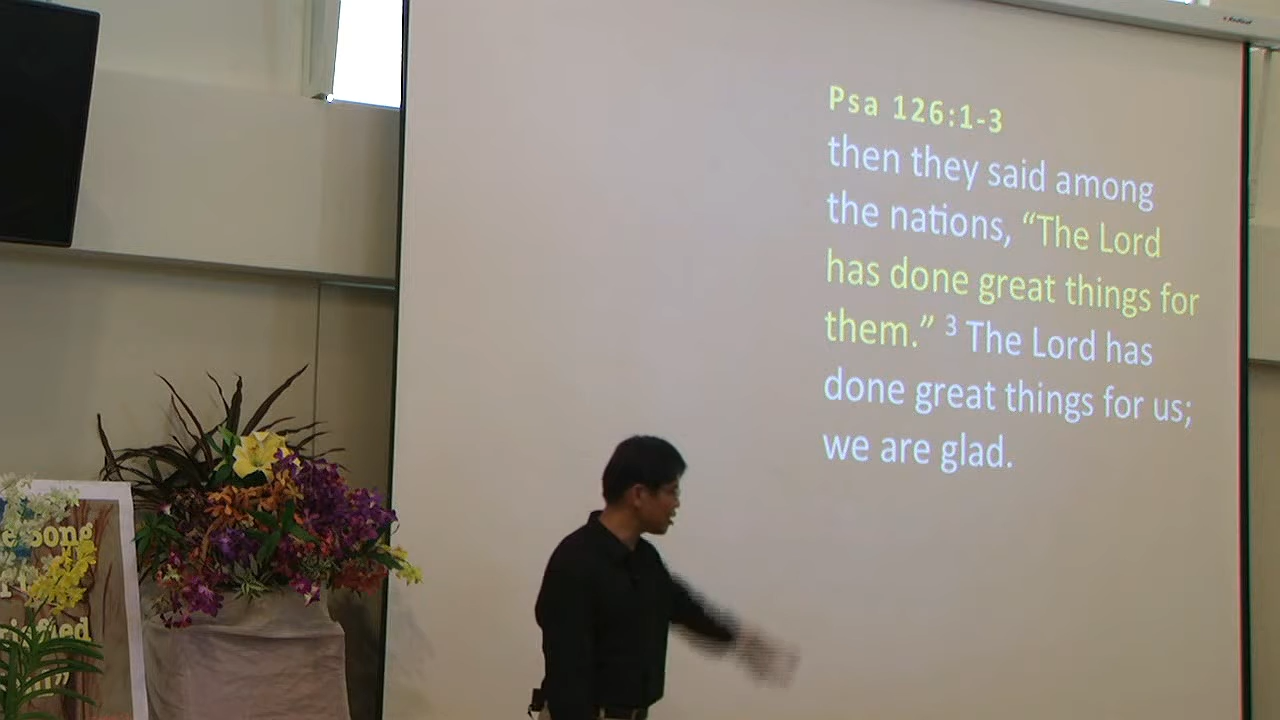 Psa 126:1-3
then they said among
the nations, “The Lord
has done great things for
them.” 3 The Lord has
done great things for us;
we are glad.
Song